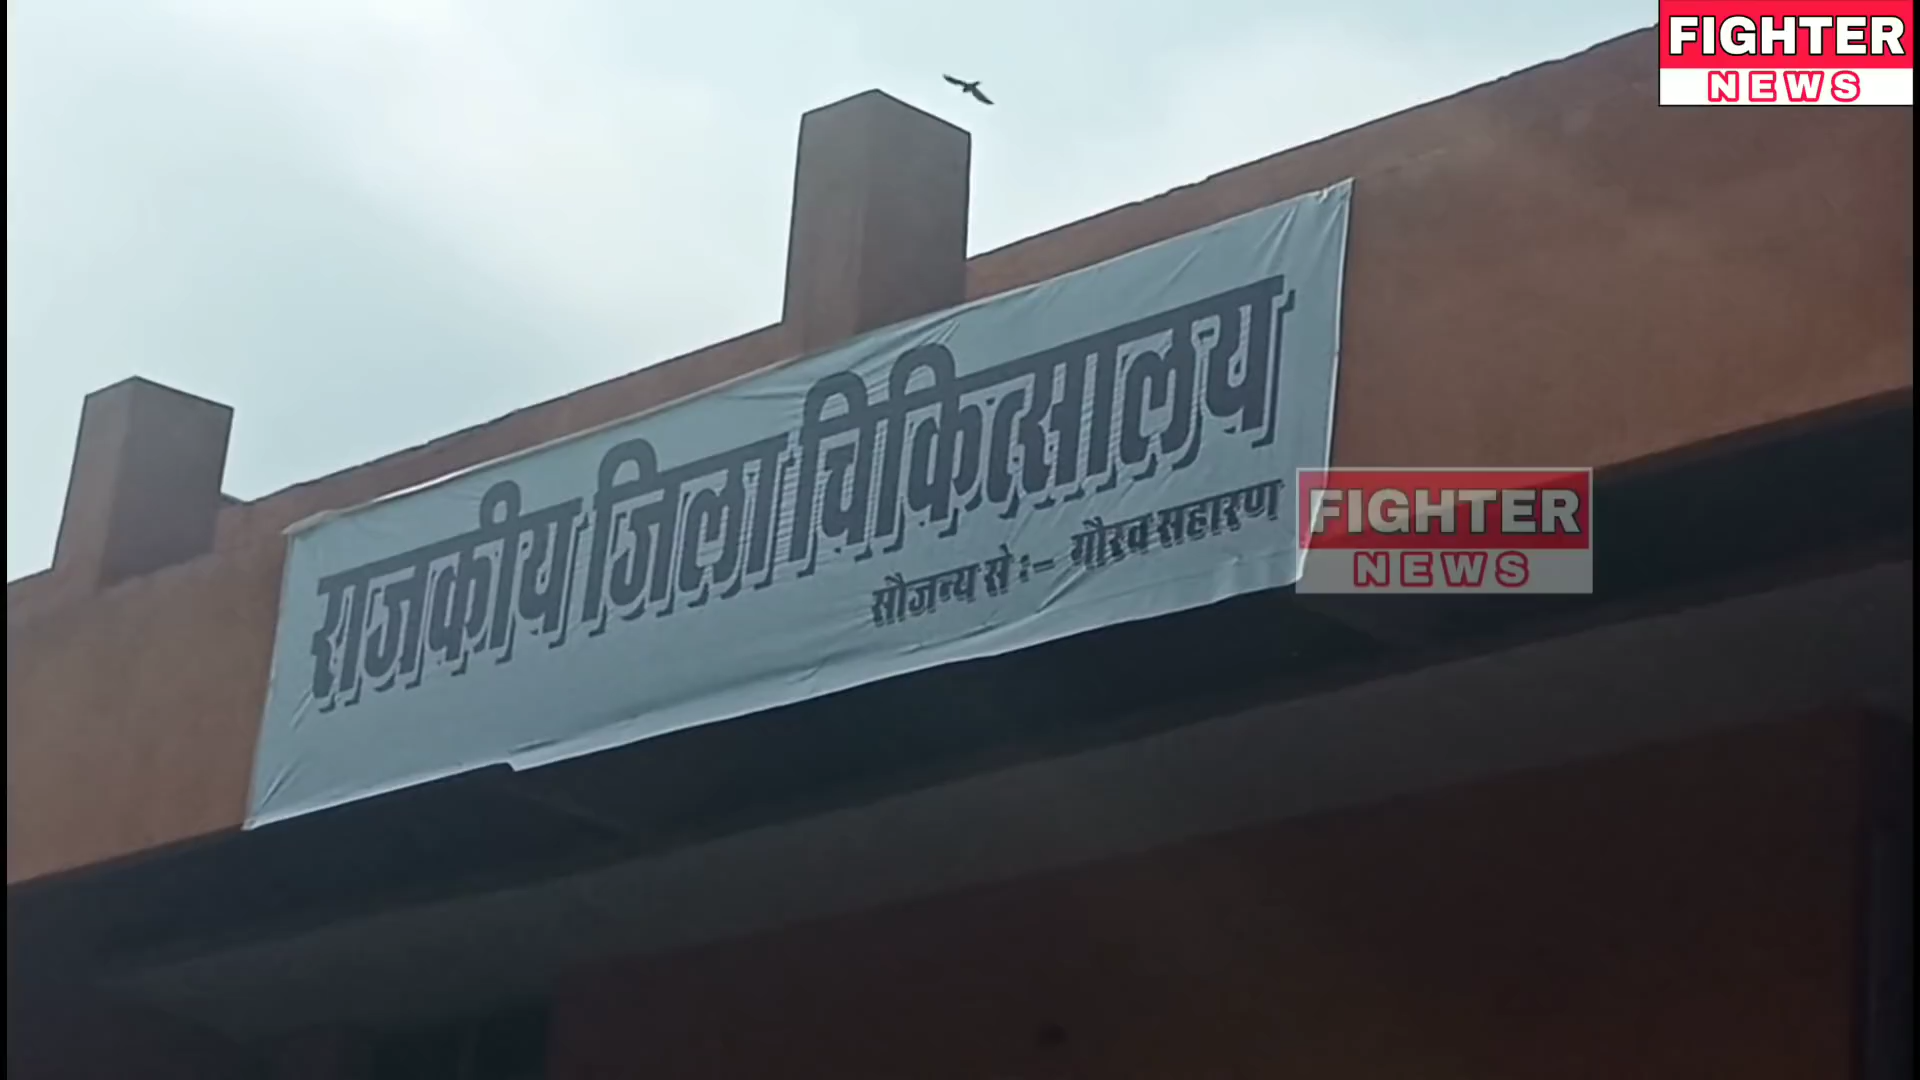 FIGHTER
NEWS
राजकीय जिला चिकित्सालय
सौजन्य से :- गौरव सहारण
FIGHTER
NEWS